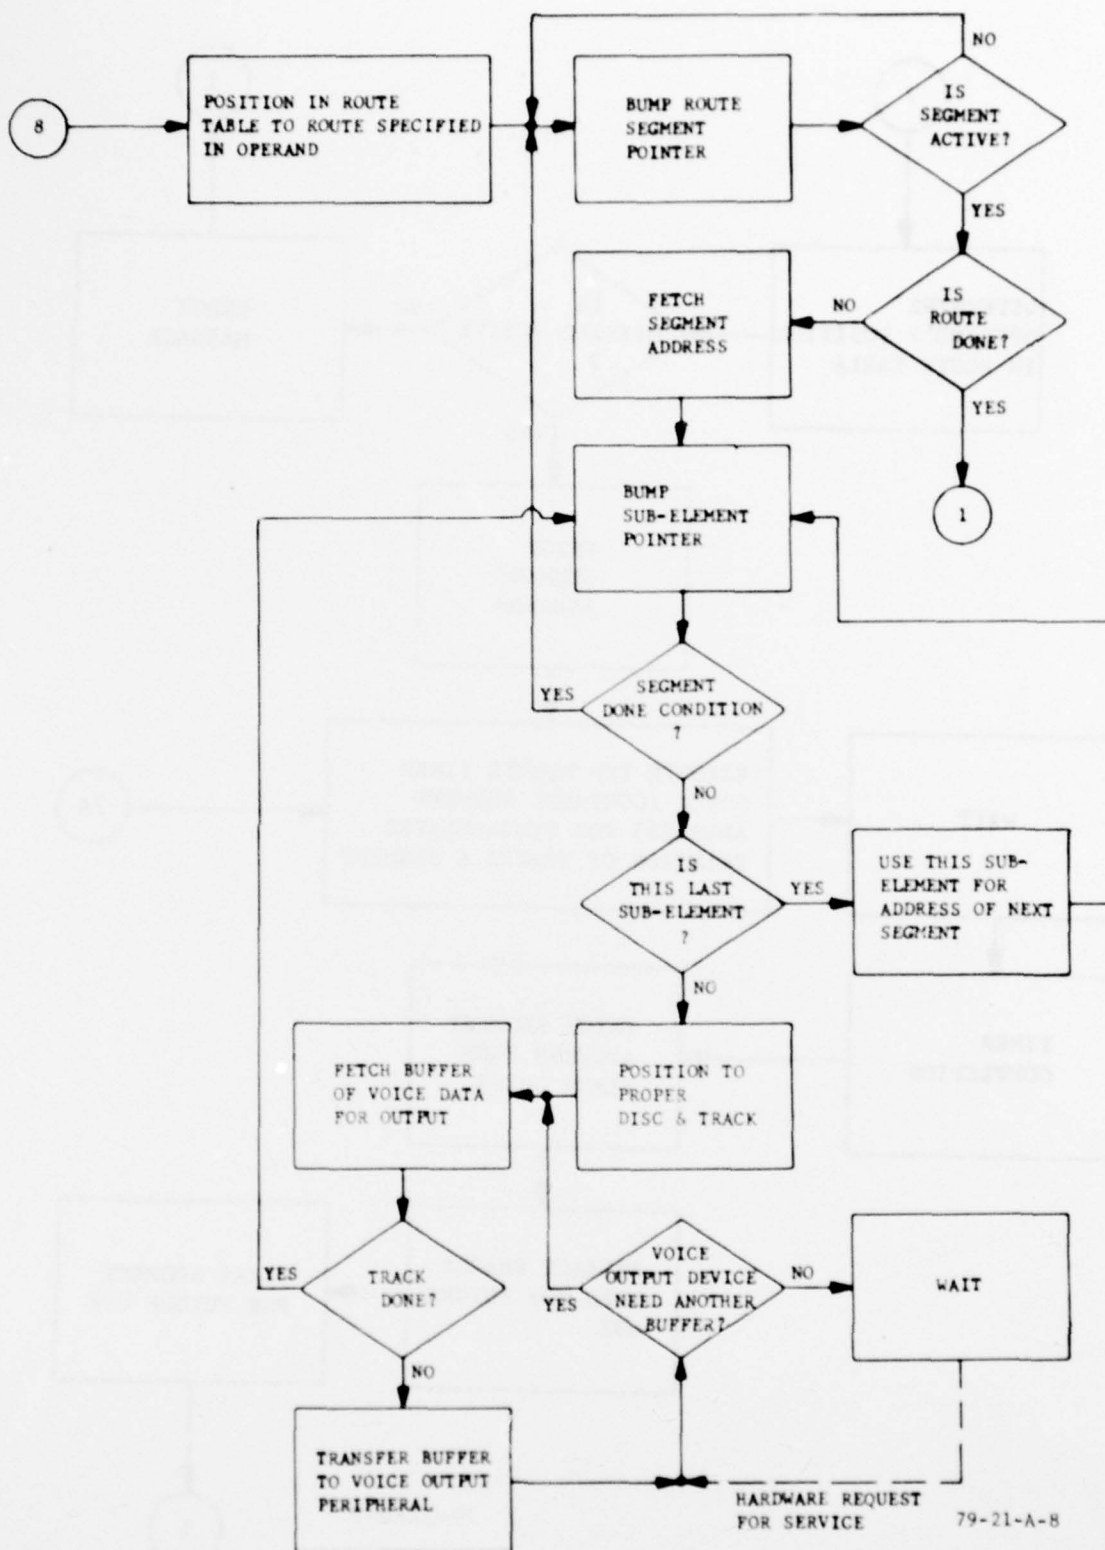 8
POSITION IN ROUTE
TABLE TO ROUTE SPECIFIED
IN OPERAND
BUMP ROUTE
SEGMENT
POINTER
NO
IS
SEGMENT
ACTIVE?
YES
FETCH
SEGMENT
ADDRESS
NO
IS
ROUTE
DONE?
YES
1
BUMP
SUB-ELEMENT
POINTER
YES
SEGMENT
DONE CONDITION
?
NO
IS
THIS LAST
SUB-ELEMENT
?
YES
USE THIS SUB-
ELEMENT FOR
ADDRESS OF NEXT
SEGMENT
NO
FETCH BUFFER
OF VOICE DATA
FOR OUTPUT
POSITION TO
PROPER
DISC & TRACK
YES
TRACK
DONE?
NO
YES
VOICE
OUTPUT DEVICE
NEED ANOTHER
BUFFER?
NO
WAIT
TRANSFER BUFFER
TO VOICE OUTPUT
PERIPHERAL
HARDWARE REQUEST
FOR SERVICE
79-21-A-8